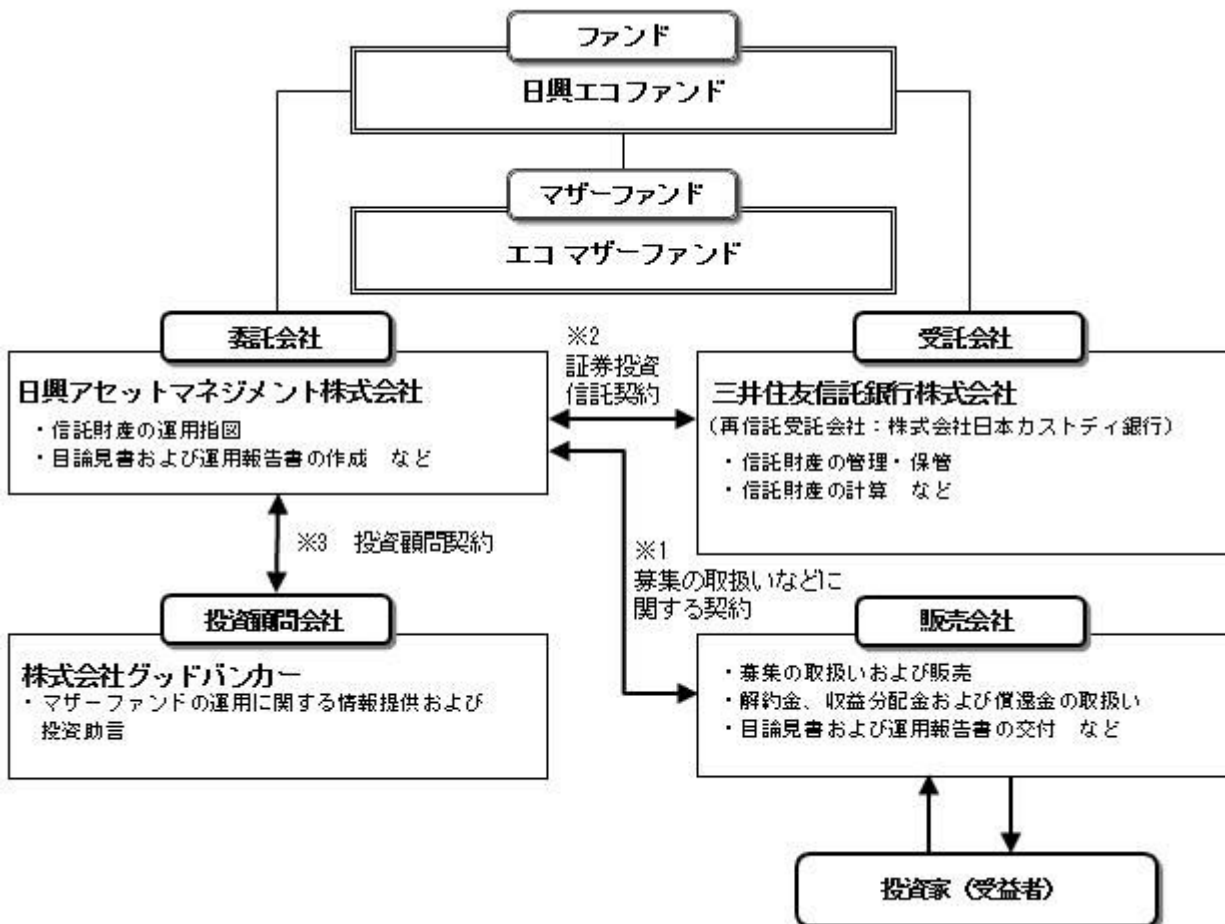 ファンド
日興エコファンド
マザーファンド
エコ マザーファンド
委託会社
日興アセットマネジメント株式会社
・信託財産の運用指図
・目論見書および運用報告書の作成 など
※2
証券投資
信託契約
受託会社
三井住友信託銀行株式会社
(再信託受託会社:株式会社日本カストディ銀行)
・信託財産の管理・保管
・信託財産の計算 など
※3 投資顧問契約
※1
募集の取扱いなどに
関する契約
投資顧問会社
株式会社グッドバンカー
・マザーファンドの運用に関する情報提供および
投資助言
販売会社
・募集の取扱いおよび販売
・解約金、収益分配金および償還金の取扱い
・目論見書および運用報告書の交付 など
投資家(受益者)